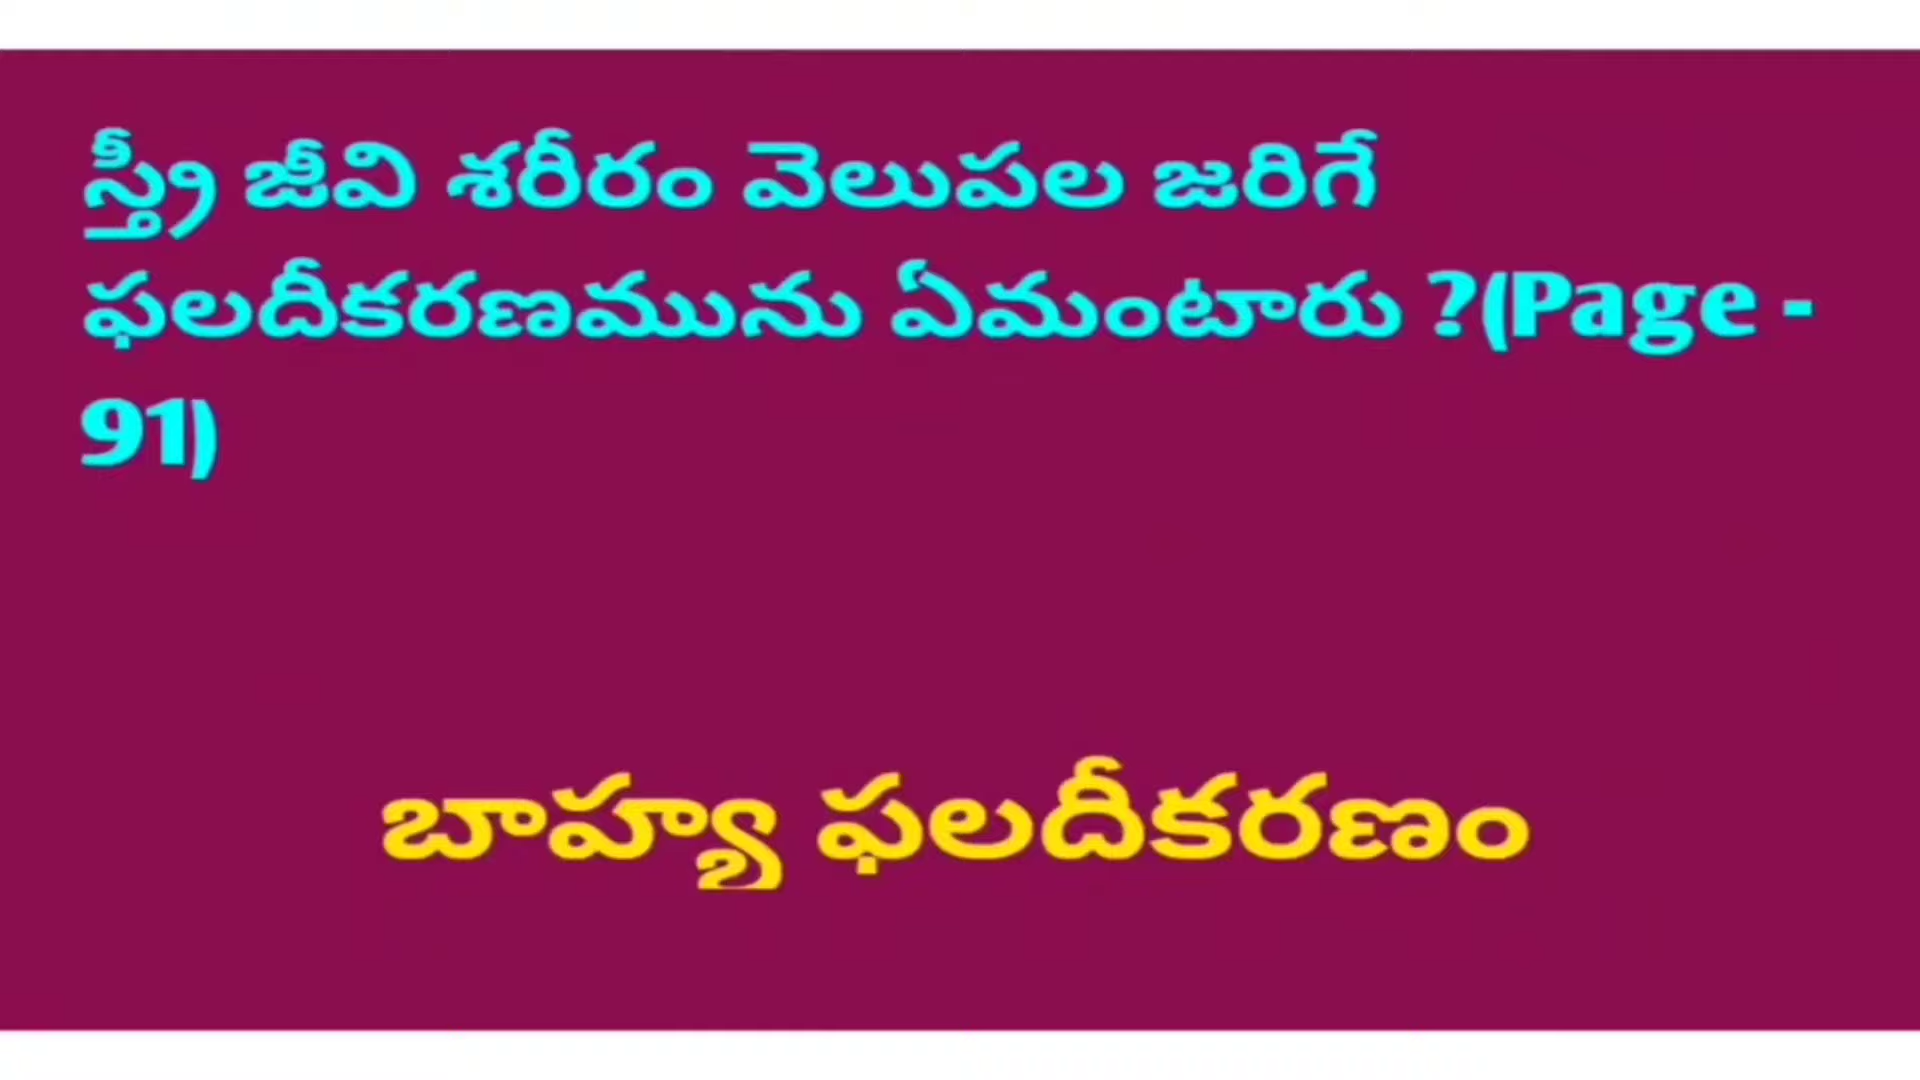 స్త్రీ జీవి శరీరం వెలుపల జరిగే
ఫలదీకరణమును ఏమంటారు ?(Page -
91)
బాహ్య ఫలదీకరణం